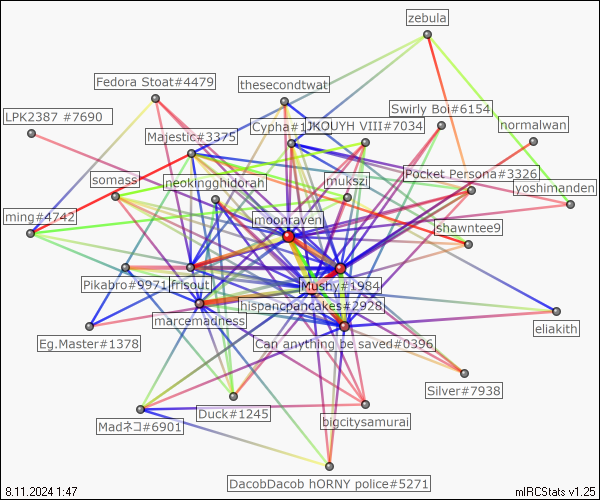 zebula
Fedora Stoat#4479
thesecondtwat
LPK2387 #7690
Swirly Boi#6154
Cypha#1
JKOUYH VIII#7034
normalwan
Majestic#3375
Pocket Persona#3326
somass
neokingghidorah
mukszi
yoshimanden
ming#4742
moonraven
shawntee9
Pikabro#9971
frisout
Mushy#1984
marcemadness
hispancpancakes#2928
eliakith
Eg.Master#1378
Can anything be saved#0396
Silver#7938
Duck#1245
bigcitysamurai
Madネコ#6901
DacobDacob hORNY police#5271
8.11.2024 1:47
mIRCStats v1.25